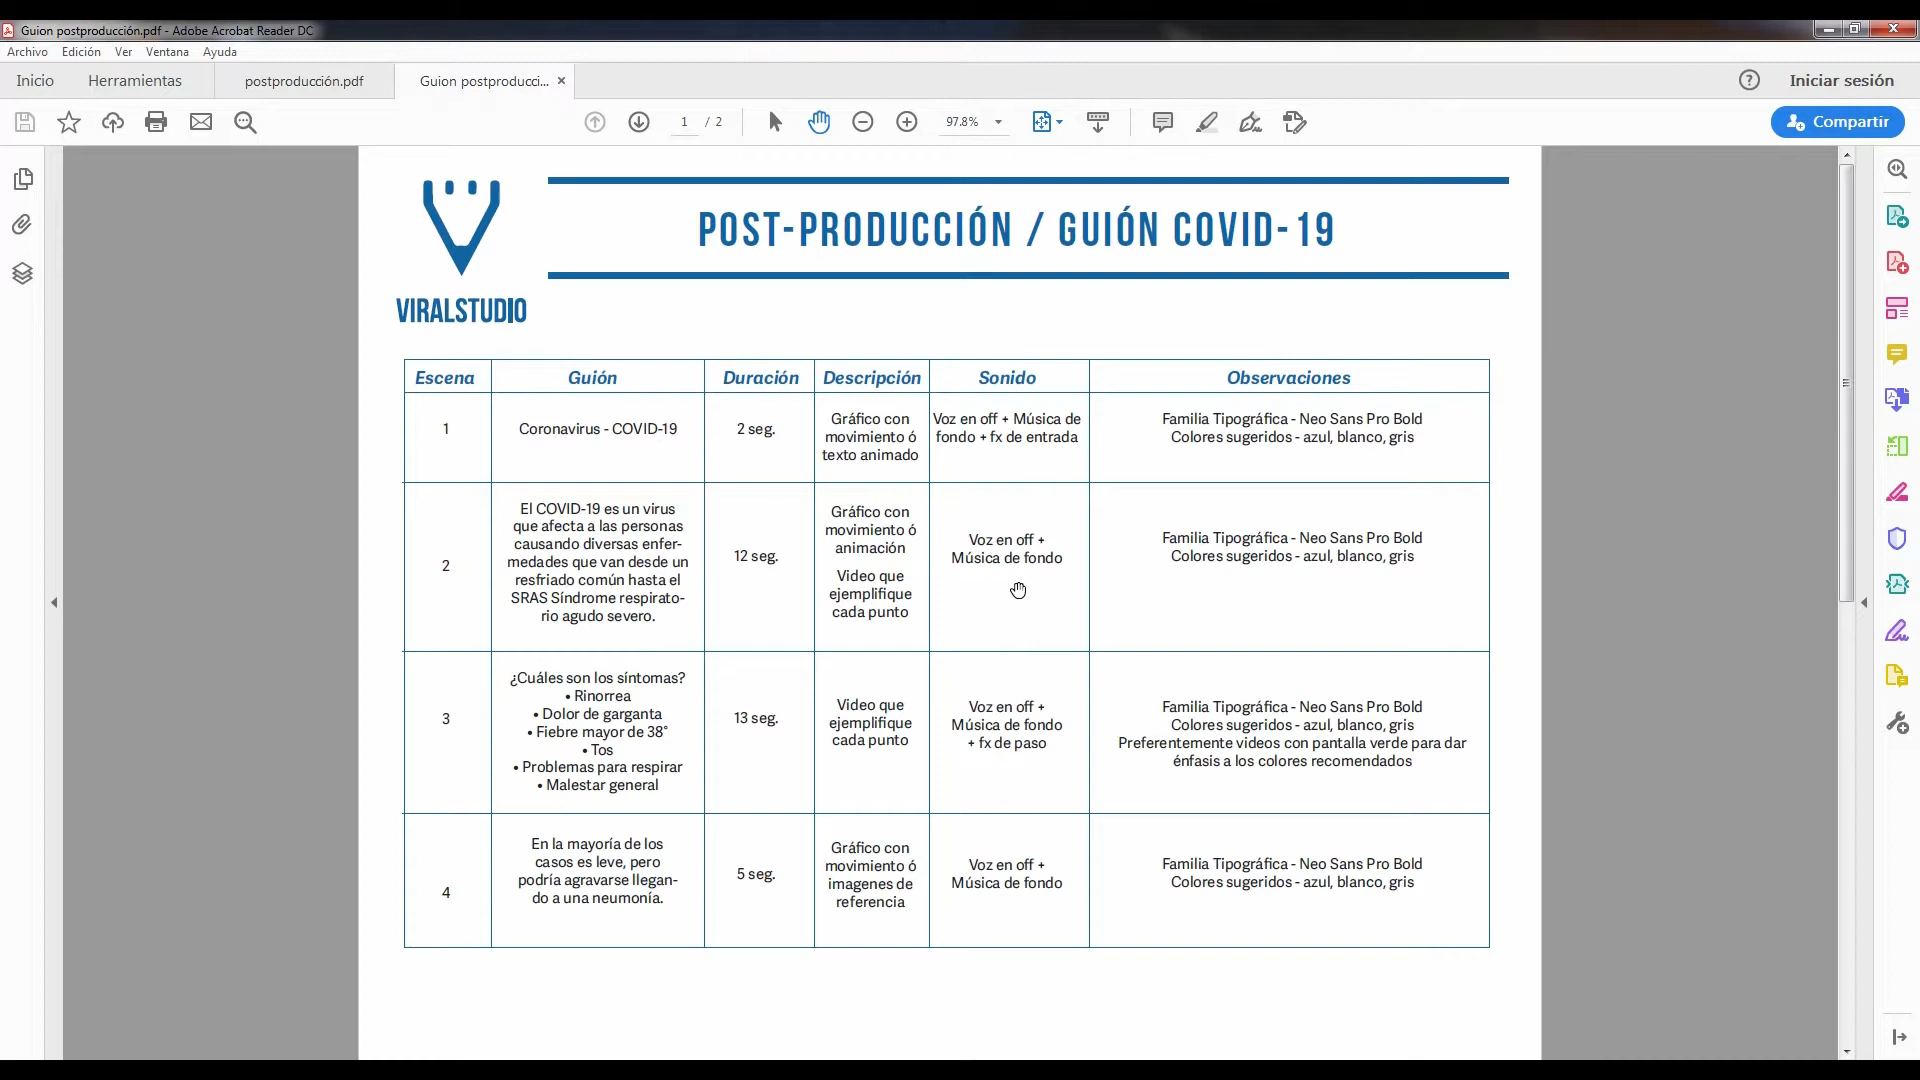 Guion postproducción.pdf - Adobe Acrobat Reader DC
Archivo Edición Ver Ventana Ayuda
Inicio Herramientas postproducción.pdf Guion postproducci... × Iniciar sesión
1 / 2 97.8% Compartir
POST-PRODUCCIÓN / GUIÓN COVID-19
VIRALSTUDIO
Escena Guión Duración Descripción Sonido Observaciones
1
Coronavirus - COVID-19
2 seg.
Gráfico con
movimiento ó
texto animado
Voz en off + Música de
fondo + fx de entrada
Familia Tipográfica - Neo Sans Pro Bold
Colores sugeridos - azul, blanco, gris
2
El COVID-19 es un virus
que afecta a las personas
causando diversas enfer-
medades que van desde un
resfriado común hasta el
SRAS Síndrome respirato-
rio agudo severo.
12 seg.
Gráfico con
movimiento ó
animación
Video que
ejemplifique
cada punto
Voz en off +
Música de fondo
Familia Tipográfica - Neo Sans Pro Bold
Colores sugeridos - azul, blanco, gris
3
¿Cuáles son los síntomas?
• Rinorrea
• Dolor de garganta
• Fiebre mayor de 38°
• Tos
• Problemas para respirar
• Malestar general
13 seg.
Video que
ejemplifique
cada punto
Voz en off +
Música de fondo
+ fx de paso
Familia Tipográfica - Neo Sans Pro Bold
Colores sugeridos - azul, blanco, gris
Preferentemente videos con pantalla verde para dar
énfasis a los colores recomendados
4
En la mayoría de los
casos es leve, pero
podría agravarse llegan-
do a una neumonía.
5 seg.
Gráfico con
movimiento ó
imagenes de
referencia
Voz en off +
Música de fondo
Familia Tipográfica - Neo Sans Pro Bold
Colores sugeridos - azul, blanco, gris